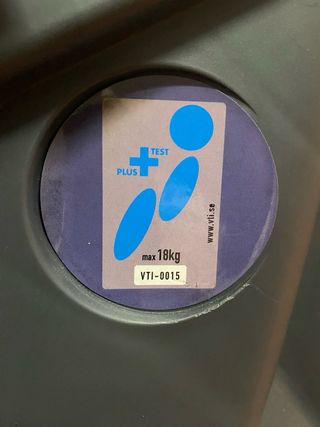 PLUS TEST
www.vti.se
max 18kg
VTI-0015